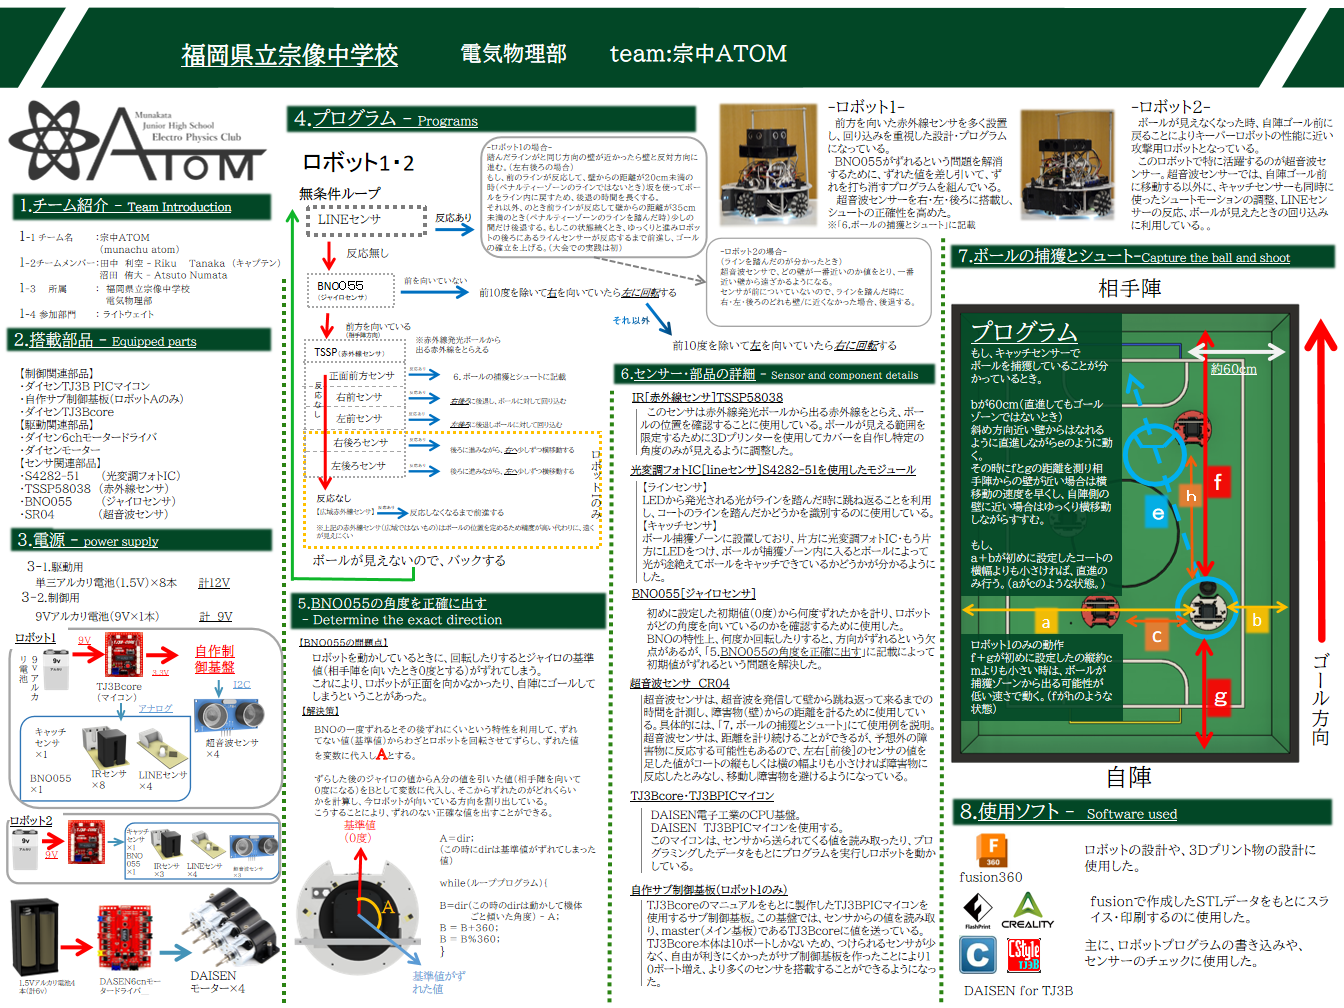 福岡県立宗像中学校 電気物理部 team:宗中ATOM
Munakata
Junior High School
Electro Physics Club
ATOM
1.チーム紹介 - Team Introduction
1-1 チーム名 :宗中ATOM
(munachu atom)
1-2チームメンバー:田中 利空 - Riku Tanaka (キャプテン)
沼田 侑大 - Atsuto Numata
1-3 所属 : 福岡県立宗像中学校
電気物理部
1-4 参加部門 : ライトウェイト
2.搭載部品 - Equipped parts
【制御関連部品】
・ダイセンTJ3B PICマイコン
・自作サブ制御基板(ロボットAのみ)
・ダイセンTJ3Bcore
【駆動関連部品】
・ダイセン6chモータードライバ
・ダイセンモーター
【センサ関連部品】
・S4282-51 (光変調フォトIC)
・TSSP58038 (赤外線センサ)
・BNO055 (ジャイロセンサ)
・SR04 (超音波センサ)
3.電源 - power supply
3-1.駆動用
単三アルカリ電池(1.5V)×8本 計12V
3-2.制御用
9Vアルカリ電池(9V×1本) 計 9V
ロボット1
9Vアルカリ電池
9v
9V
TJ3Bcore
(マイコン)
3.3V
自作制
御基盤
I2C
アナログ
キャッチ
センサ
×1
BNO055
×1
IRセンサ
×8
LINEセンサ
×4
超音波センサ
×4
ロボット2
9v
9V
キャッチ
センサ
×1
BNO
055
×1
IRセンサ
×3
LINEセンサ
×4
超音波センサ
×3
1.5Vアルカリ電池4
本(計6v)
DASEN6cnモー
タードライバ
DAISEN
モーター×4
4.プログラム - Programs
ロボット1・2
無条件ループ
LINEセンサ
反応あり
反応無し
BNO055
(ジャイロセンサ)
前を向いていない
前10度を除いて右を向いていたら左に回転する
それ以外
前10度を除いて左を向いていたら右に回転する
前方を向いている
(相手陣方向)
※赤外線発光ボールから
出る赤外線をとらえる
TSSP(赤外線センサ)
反応なし
正面前方センサ
反応あり
6.ボールの捕獲とシュートに記載
右前センサ
反応あり
右後ろに後退し、ボールに対して回り込む
左前センサ
反応あり
左後ろに後退しボールに対して回り込む
右後ろセンサ
反応あり
後ろに進みながら、右へ少しずつ横移動する
左後ろセンサ
反応あり
後ろに進みながら、左へ少しずつ横移動する
ロボット1のみ
反応なし
【広域赤外線センサ】
反応あり
反応しなくなるまで前進する
※上記の赤外線センサ(広域ではないもの)はボールの位置を定めるため精度が高い代わりに、遠く
が見えにくい
ボールが見えないので、バックする
-ロボット1の場合-
踏んだラインがと同じ方向の壁が近かったら壁と反対方向に
進む。(左右後ろの場合)
もし、前のラインが反応して、壁からの距離が20cm未満の
時(ペナルティーゾーンのラインではないとき)坂を使ってボー
ルをライン内に戻すため、後退の時間を長くする。
それ以外、のとき前ラインが反応して壁からの距離が35cm
未満のとき(ペナルティーゾーンのラインを踏んだ時)少しの
間だけ後退する。もしこの状態続くとき、ゆっくりと進みロボット
の後ろにあるらいんセンサーが反応するまで前進し、ゴール
の確立を上げる。(大会での実践は初)
-ロボット2の場合-
(ラインを踏んだのが分かったとき)
超音波センサで、どの壁が一番近いのか値をとり、一番
近い壁から遠ざかるようになる。
センサが前についていないので、ラインを踏んだ時に
右・左・後ろのどれも壁/に近くなかった場合、後退する。
5.BNO055の角度を正確に出す
- Determine the exact direction
【BNO055の問題点】
ロボットを動かしているときに、回転したりするとジャイロの基準
値(相手陣を向いたとき0度とする)がずれてしまう。
これにより、ロボットが正面を向かなかったり、自陣にゴールして
してしまうということがあった。
【解決策】
BNOの一度ずれるとその後ずれにくいという特性を利用して、ずれ
てない値(基準値)からわざとロボットを回転させてずらし、ずれた値
を変数に代入しAとする。
ずらした後のジャイロの値からA分の値を引いた値(相手陣を向いて
0度になる)をBとして変数に代入し、そこからずれたのがどれくらい
かを計算し、今ロボットが向いている方向を割り出している。
こうすることにより、ずれのない正確な値を出すことができる。
基準値
(0度)
A
基準値がず
れた値
A=dir;
(この時にdirは基準値がずれてしまった
値)
while(ループプログラム){
B=dir(この時のdirは動かして機体
ごと傾いた角度) - A;
B = B+360;
B = B%360;
}
-ロボット1-
前方を向いた赤外線センサを多く設置
し、回り込みを重視した設計・プログラム
になっている。
BNO055がずれるという問題を解消
するために、ずれた値を差し引いて、ず
れを打ち消すプログラムを組んでいる。
超音波センサを右・左・後ろに搭載し、
シュートの正確性を高めた。
※「6,ボールの捕獲とシュート」に記載
-ロボット2-
ボールが見えなくなった時、自陣ゴール前に
戻ることによりキーパーロボットの性能に近い
攻撃用ロボットとなっている。
このロボットで特に活躍するのが超音波セ
ンサー。超音波センサーでは、自陣ゴール前
に移動する以外に、キャッチセンサーも同時に
使ったシュートモーションの調整、LINEセン
サーの反応、ボールが見えたときの回り込み
に利用している。。
6.センサー・部品の詳細 - Sensor and component details
IR[赤外線センサ]TSSP58038
このセンサは赤外線発光ボールから出る赤外線をとらえ、ボー
ルの位置を確認することに使用している。ボールが見える範囲を
限定するために3Dプリンターを使用してカバーを自作し特定の
角度のみが見えるように調整した。
光変調フォトIC[lineセンサ]S4282-51を使用したモジュール
【ラインセンサ】
LEDから発光される光がラインを踏んだ時に跳ね返ることを利用
し、コートのラインを踏んだかどうかを識別するのに使用している。
【キャッチセンサ】
ボール捕獲ゾーンに設置しており、片方に光変調フォトIC・もう片
方にLEDをつけ、ボールが捕獲ゾーン内に入るとボールによって
光が途絶えてボールをキャッチできているかどうかが分かるように
した。
BNO055[ジャイロセンサ]
初めに設定した初期値(0度)から何度ずれたかを計り、ロボット
がどの角度を向いているのかを確認するために使用した。
BNOの特性上、何度か回転したりすると、方向がずれるという欠
点があるが、「5,BNO055の角度を正確に出す」に記載によって
初期値がずれるという問題を解決した。
超音波センサ CR04
超音波センサは、超音波を発信して壁から跳ね返って来るまでの
時間を計測し、障害物(壁)からの距離を計るために使用してい
る。具体的には、「7,ボールの捕獲とシュート」にて使用例を説明。
超音波センサは、距離を計り続けることができるが、予想外の障
害物に反応する可能性もあるので、左右[前後]のセンサの値を
足した値がコートの縦もしくは横の幅よりも小さければ障害物に
反応したとみなし、移動し障害物を避けるようになっている。
TJ3Bcore・TJ3BPICマイコン
DAISEN電子工業のCPU基盤。
DAISEN TJ3BPICマイコンを使用する。
このマイコンは、センサから送られてくる値を読み取ったり、プロ
グラミングしたデータをもとにプログラムを実行しロボットを動か
している。
自作サブ制御基板(ロボット1のみ)
TJ3Bcoreのマニュアルをもとに製作したTJ3BPICマイコンを
使用するサブ制御基板。この基盤では、センサからの値を読み取
り、master(メイン基板)であるTJ3Bcoreに値を送っている。
TJ3Bcore本体は10ポートしかないため、つけられるセンサが少
なく、自由が利きにくかったがサブ制御基板を作ったことにより1
0ポート増え、より多くのセンサを搭載することができるようになっ
た。
7.ボールの捕獲とシュート-Capture the ball and shoot
相手陣
プログラム
もし、キャッチセンサーで
ボールを捕獲していることが分
かっているとき。
bが60cm(直進してもゴール
ゾーンではないとき)
斜め方向近い壁からはなれる
ように直進しながらeのように動
く。
その時にfとgの距離を測り相
手陣からの壁が近い場合は横
移動の速度を早くし、自陣側の
壁に近い場合はゆっくり横移動
しながらすすむ。
もし、
a+bが初めに設定したコートの
横幅よりも小さければ、直進の
み行う。(aがcのような状態。)
ロボット1のみの動作
f+gが初めに設定したの縦約c
mよりも小さい時は、ボールが
捕獲ゾーンから出る可能性が
低い速さで動く。(fがhのような
状態)
約60cm
f
h
e
a
c
b
g
ゴール方向
自陣
8.使用ソフト - Software used
F
360
fusion360
ロボットの設計や、3Dプリント物の設計に
使用した。
FlashPrint
CREALITY
fusionで作成したSTLデータをもとにスラ
イス・印刷するのに使用した。
C
CStyle
TJ3B
DAISEN for TJ3B
主に、ロボットプログラムの書き込みや、
センサーのチェックに使用した。